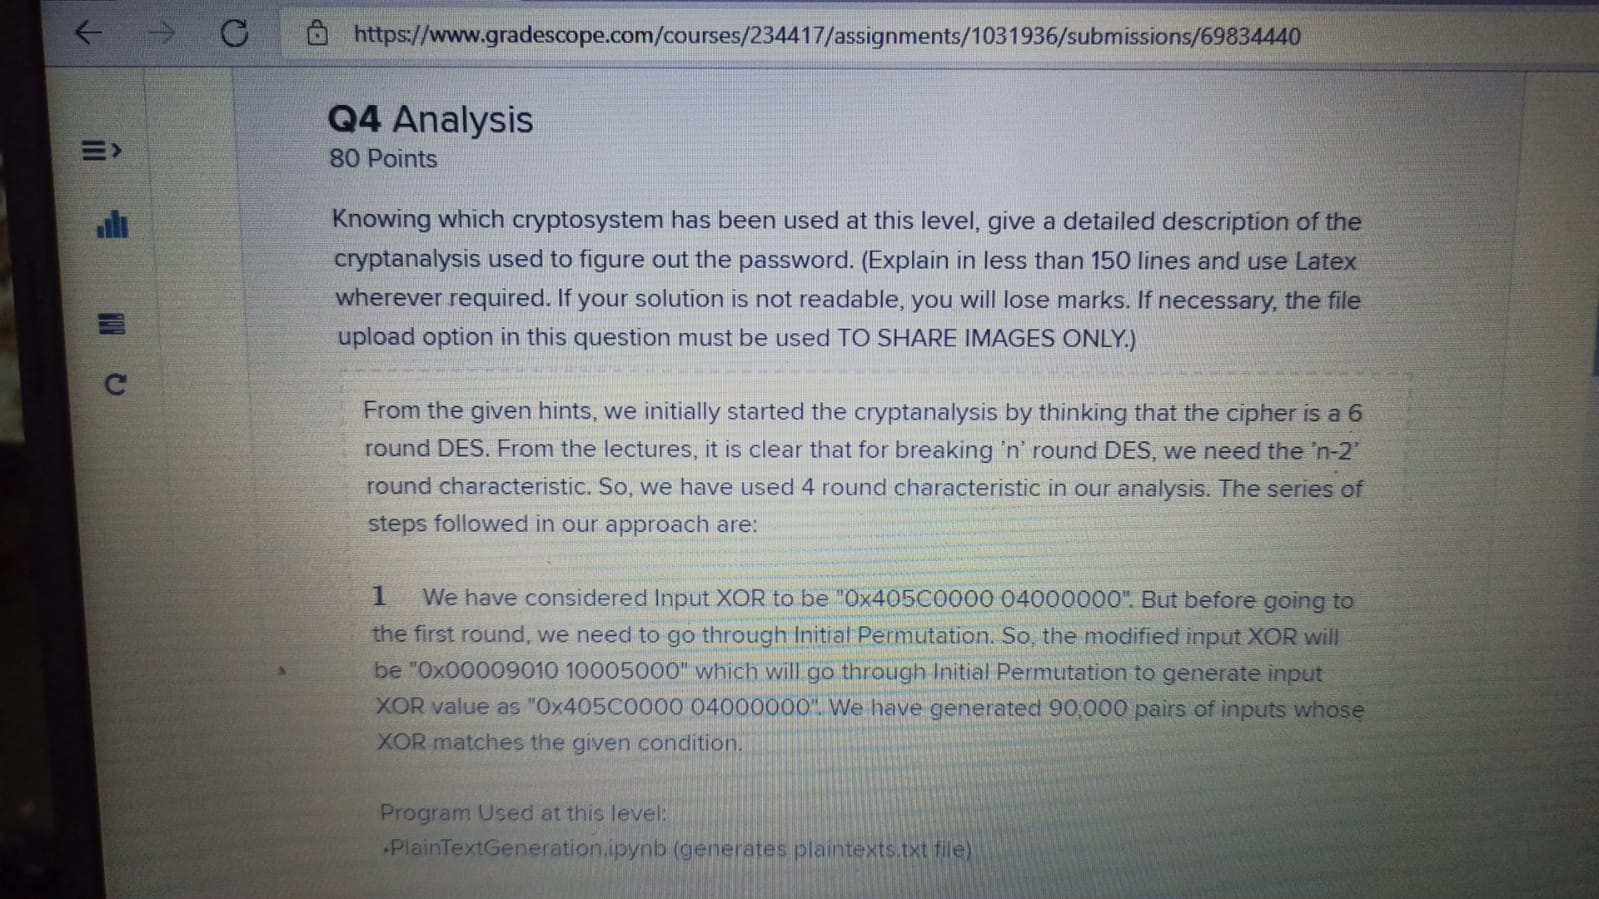 https://www.gradescope.com/courses/234417/assignments/1031936/submissions/69834440
Q4 Analysis
80 Points
Knowing which cryptosystem has been used at this level, give a detailed description of the
cryptanalysis used to figure out the password. (Explain in less than 150 lines and use Latex
wherever required. If your solution is not readable, you will lose marks. If necessary, the file
upload option in this question must be used TO SHARE IMAGES ONLY.)
From the given hints, we initially started the cryptanalysis by thinking that the cipher is a 6
round DES. From the lectures, it is clear that for breaking 'n' round DES, we need the 'n-2'
round characteristic. So, we have used 4 round characteristic in our analysis. The series of
steps followed in our approach are:
1 We have considered Input XOR to be "0x405C0000 04000000". But before going to
the first round, we need to go through Initial Permutation. So, the modified input XOR will
be "0x00009010 10005000" which will go through Initial Permutation to generate input
XOR value as "0x405C0000 04000000". We have generated 90,000 pairs of inputs whose
XOR matches the given condition.
Program Used at this level:
•PlainTextGeneration.ipynb (generates plaintexts.txt file)